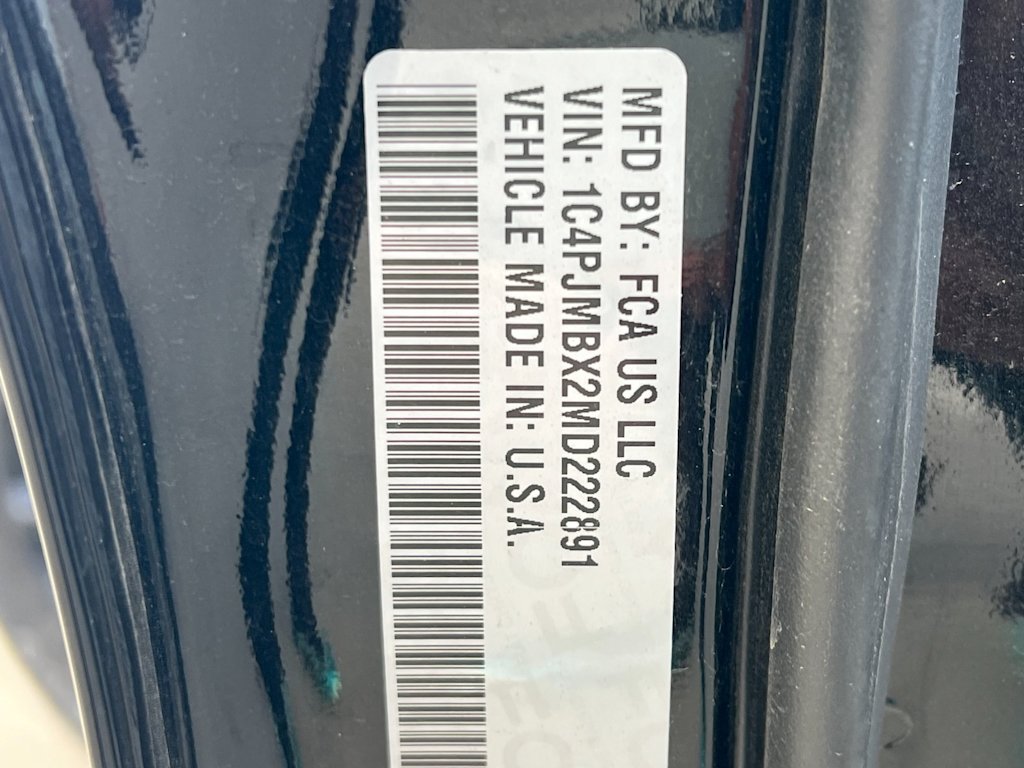 MFD BY: FCA US LLC
VIN: 1C4PJMBX2MD222891
VEHICLE MADE IN: U.S.A.